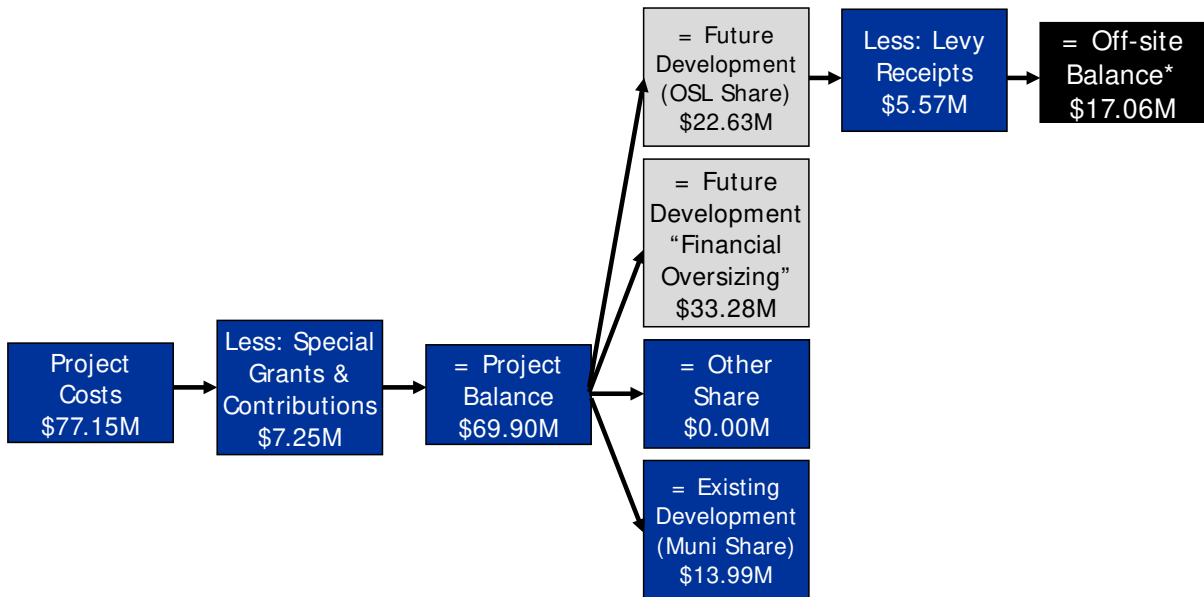 Project
Costs
$77.15M
Less: Special
Grants &
Contributions
$7.25M
= Project
Balance
$69.90M
= Future
Development
(OSL Share)
$22.63M
Less: Levy
Receipts
$5.57M
= Off-site
Balance*
$17.06M
= Future
Development
“Financial
Oversizing”
$33.28M
= Other
Share
$0.00M
= Existing
Development
(Muni Share)
$13.99M